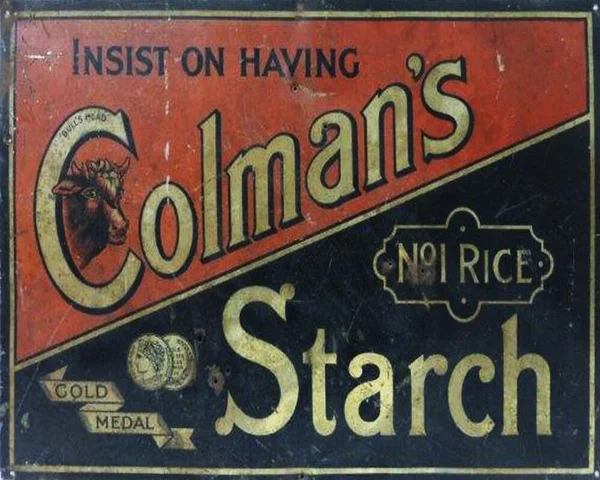 INSIST ON HAVING
"BULL'S HEAD"
Colman's
No1 RICE
Starch
GOLD
MEDAL